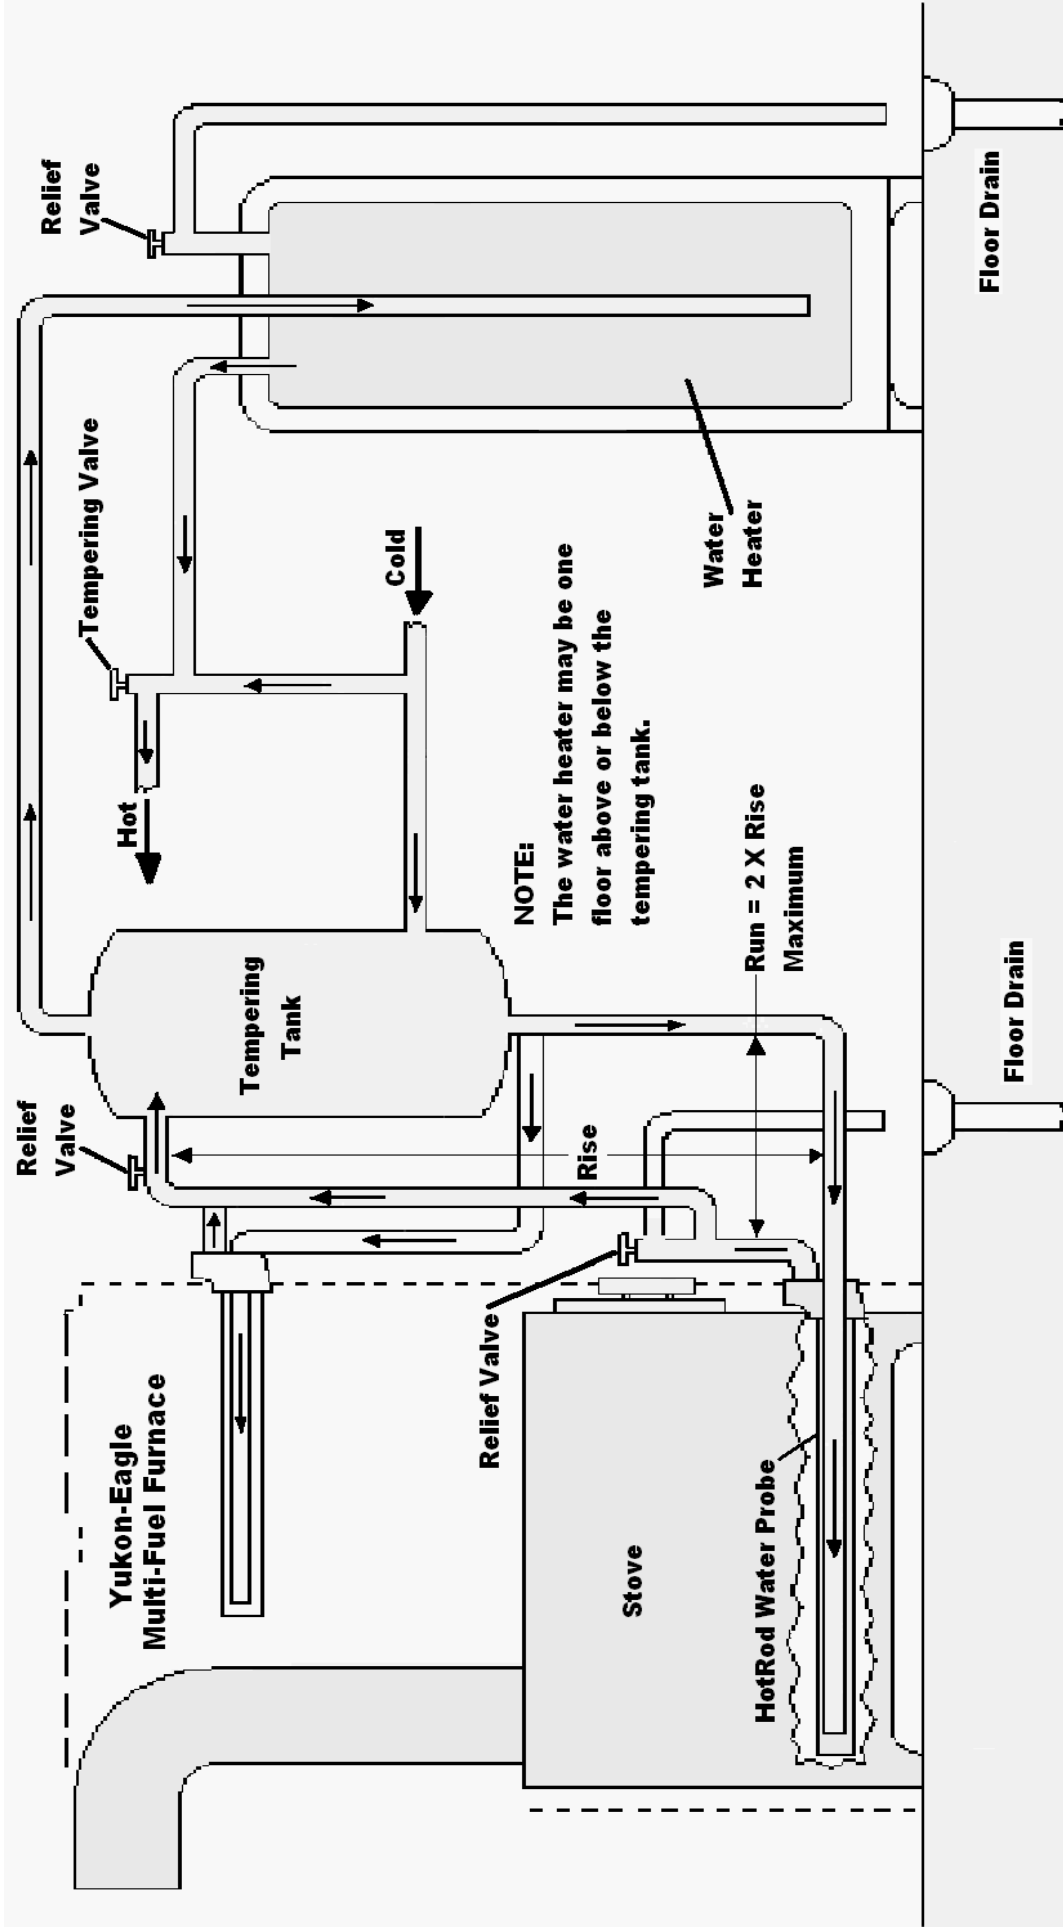 Yukon-Eagle
Multi-Fuel Furnace
Relief
Valve
Hot
Tempering Valve
Relief
Valve
Tempering
Tank
Cold
Relief Valve
Rise
NOTE:
The water heater may be one
floor above or below the
tempering tank.
Stove
Water
Heater
HotRod Water Probe
Run = 2 X Rise
Maximum
Floor Drain
Floor Drain